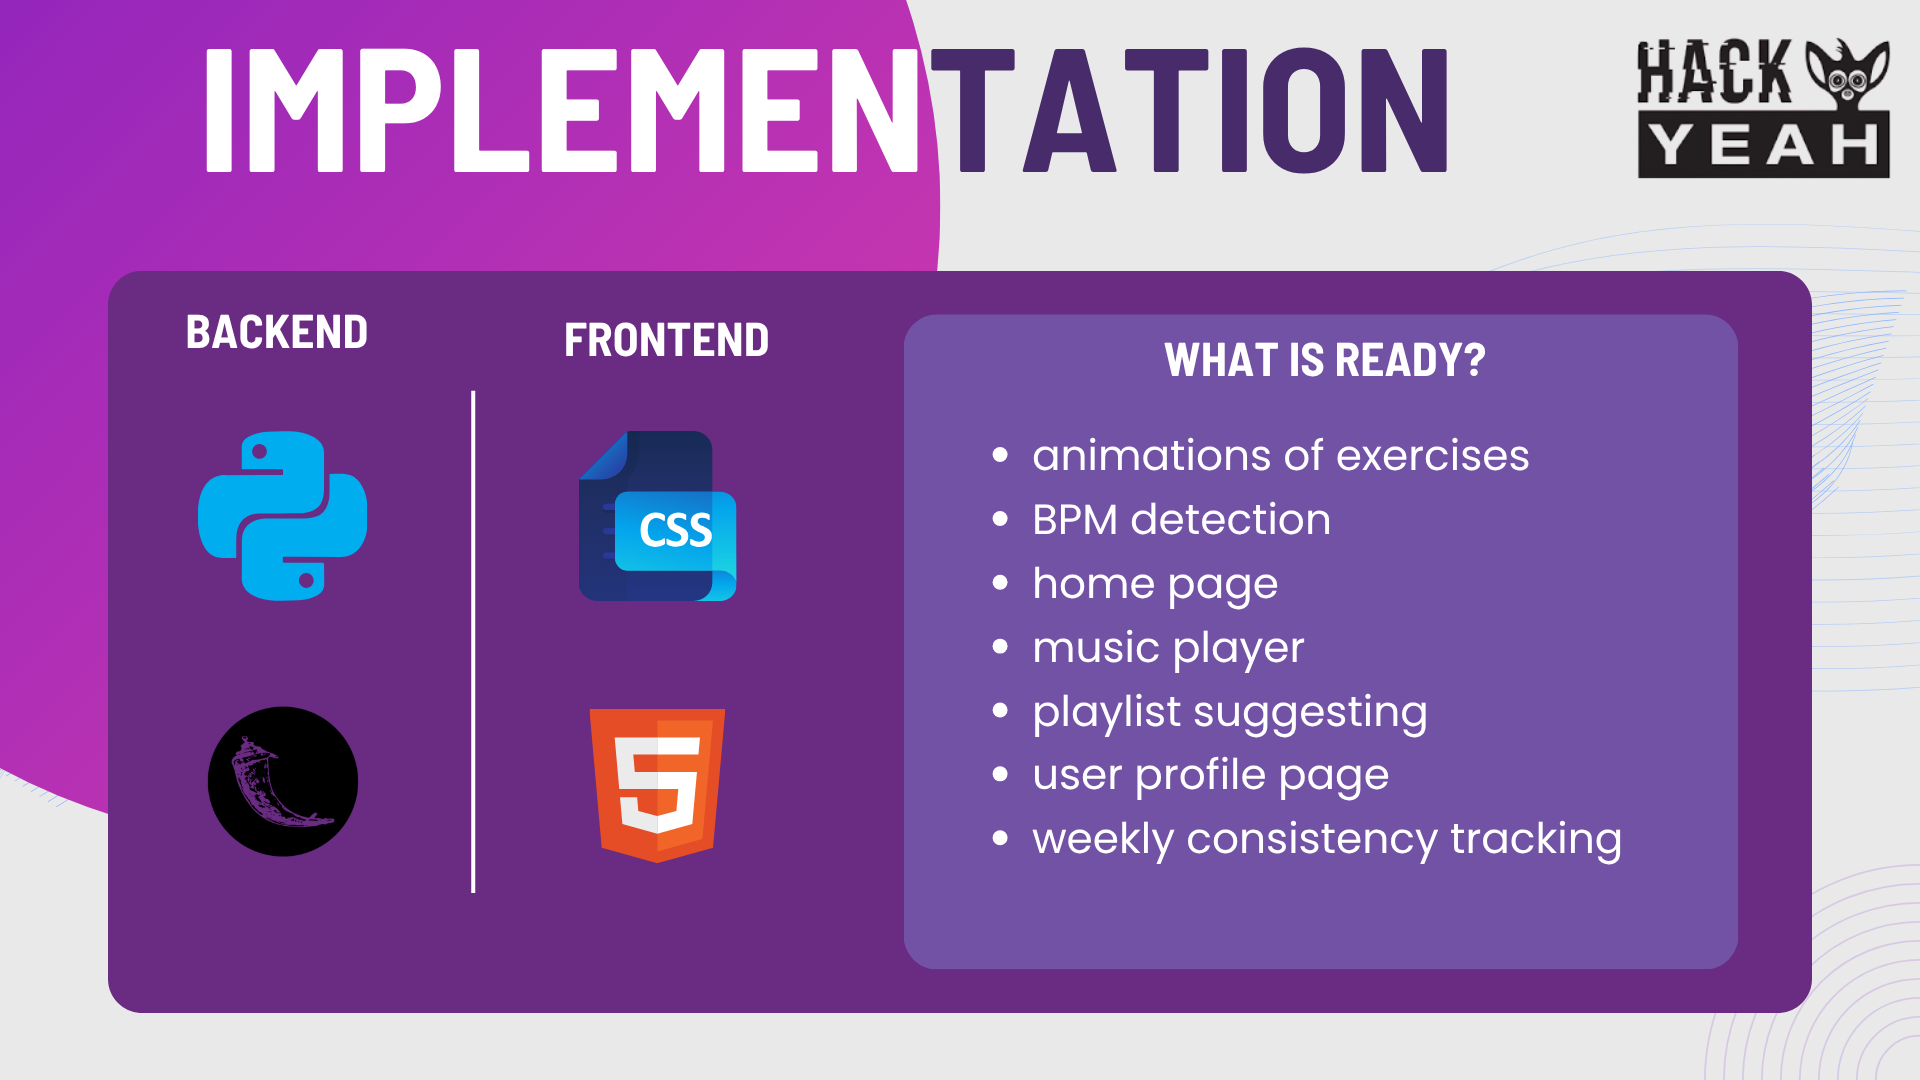 IMPLEMENTATION
HACK
YEAH
BACKEND
FRONTEND
CSS
5
WHAT IS READY?
• animations of exercises
• BPM detection
• home page
• music player
• playlist suggesting
• user profile page
• weekly consistency tracking